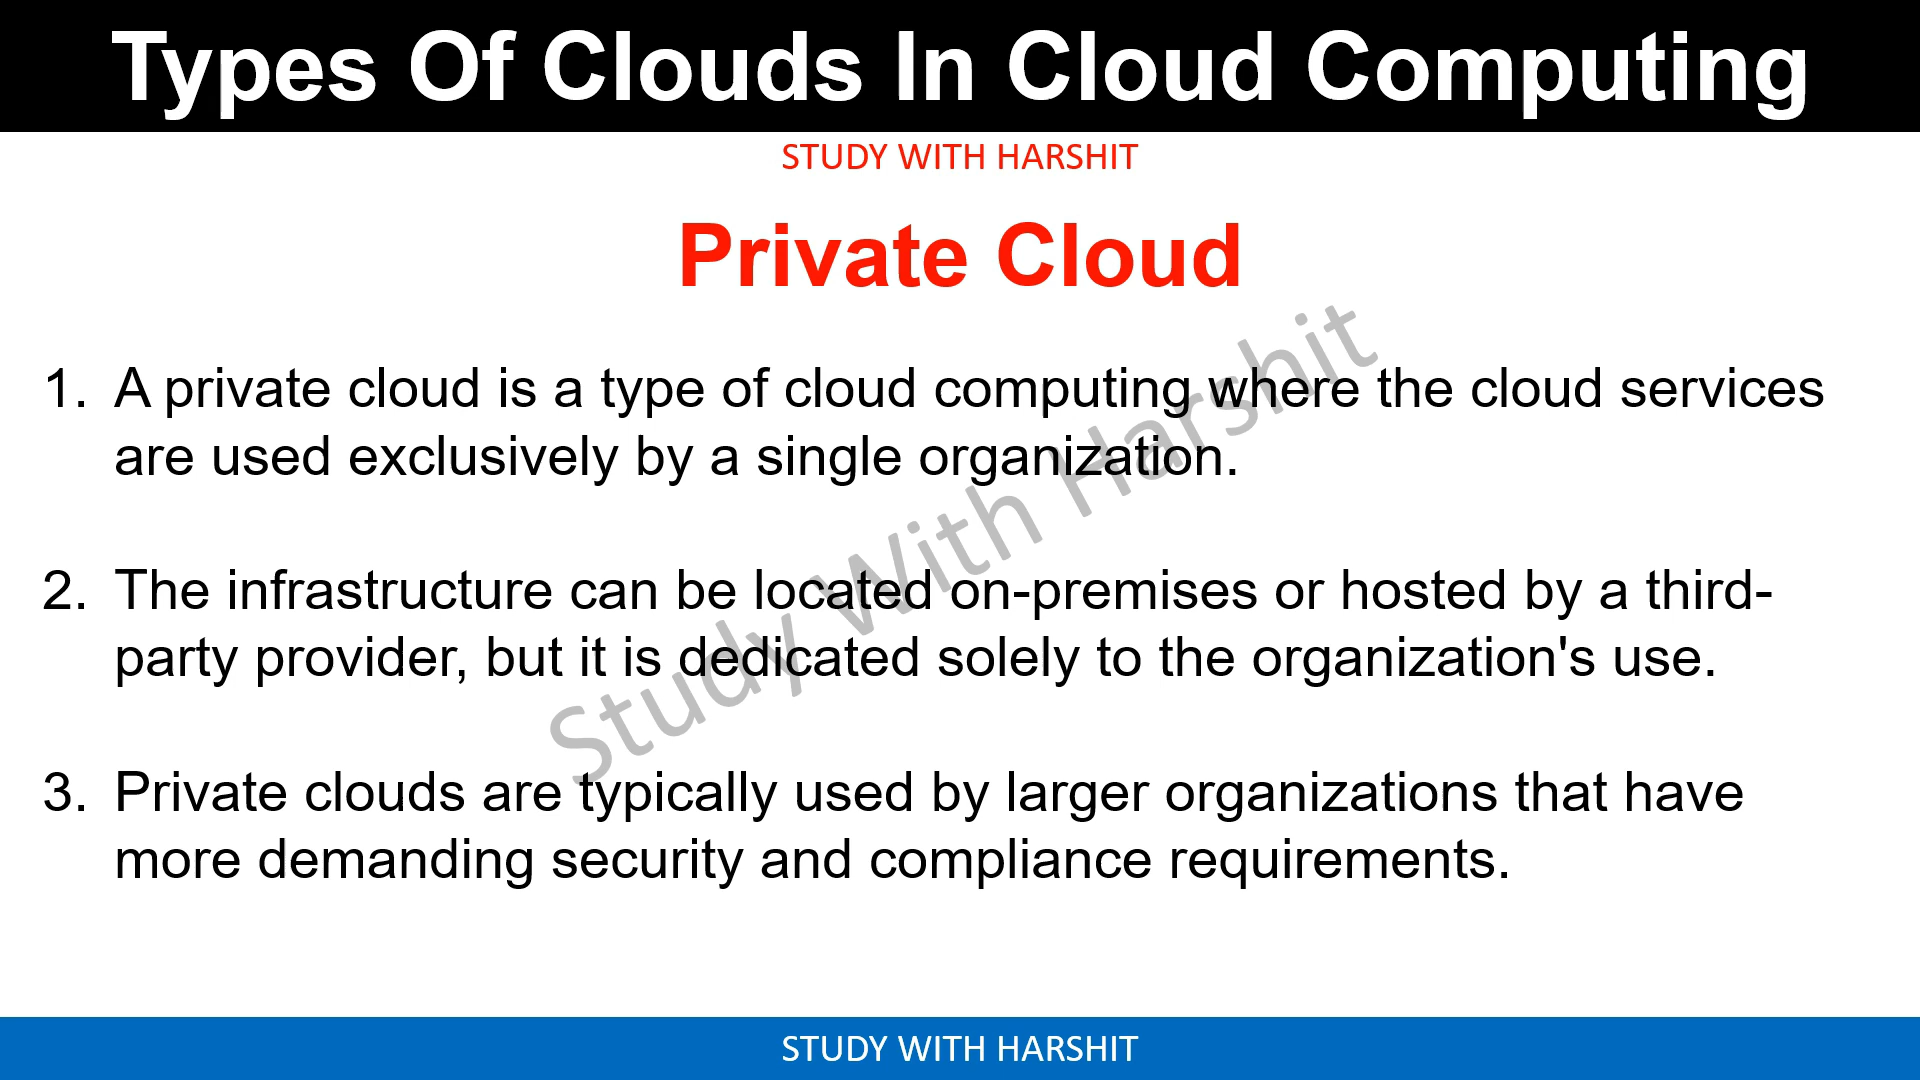 Types Of Clouds In Cloud Computing
STUDY WITH HARSHIT
Private Cloud
1. A private cloud is a type of cloud computing where the cloud services
are used exclusively by a single organization.
2. The infrastructure can be located on-premises or hosted by a third-
party provider, but it is dedicated solely to the organization's use.
3. Private clouds are typically used by larger organizations that have
more demanding security and compliance requirements.
Study With Harshit
STUDY WITH HARSHIT